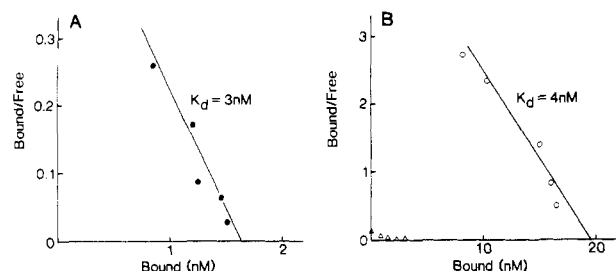 A
Bound/Free
0.3
0.2
0.1
0
1
2
Bound (nM)
Kd = 3nM
B
Bound/Free
3
2
1
0
10
20
Bound (nM)
Kd = 4nM